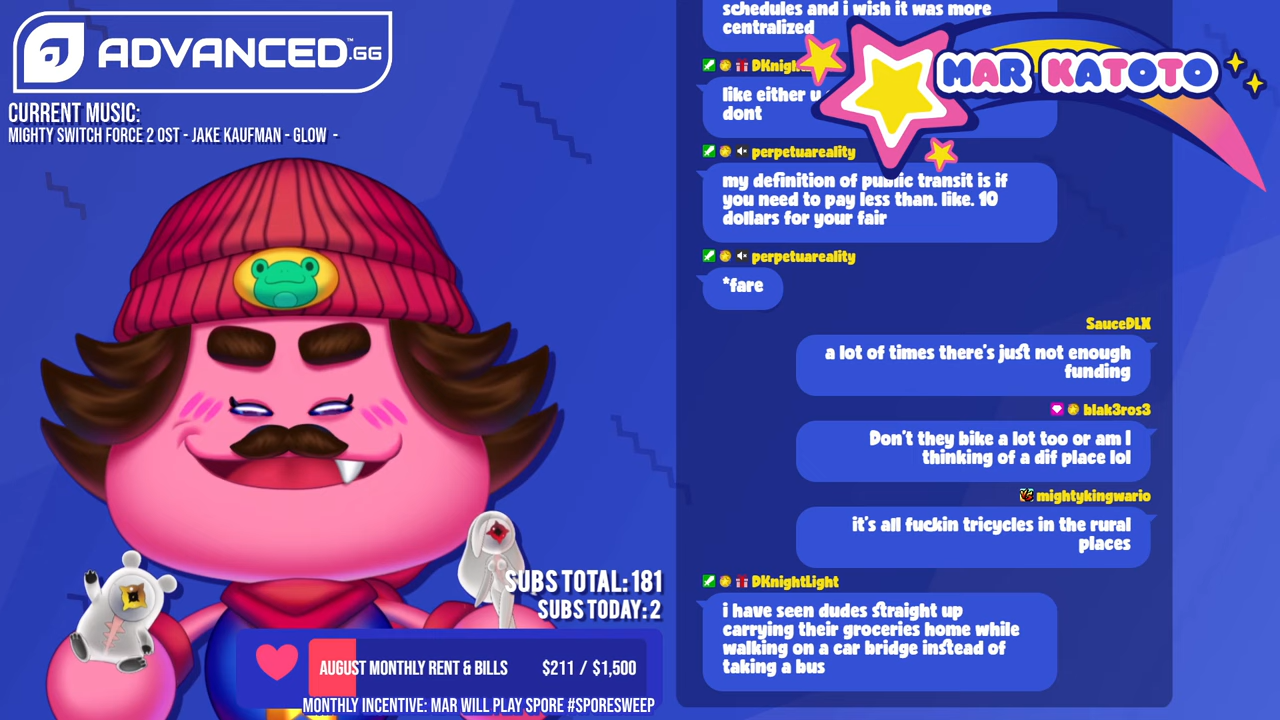 ADVANCED.GG
CURRENT MUSIC:
MIGHTY SWITCH FORCE 2 OST - JAKE KAUFMAN - GLOW -
SUBS TOTAL: 181
SUBS TODAY: 2
AUGUST MONTHLY RENT & BILLS $211 / $1,500
MONTHLY INCENTIVE: MAR WILL PLAY SPORE #SPORESWEEP
MAR KATOTO
schedules and i wish it was more
centralized
like either
dont
perpetuareality
my definition of public transit is if
you need to pay less than. like. 10
dollars for your fair
perpetuareality
*fare
SauceDLX
a lot of times there's just not enough
funding
blak3ros3
Don't they bike a lot too or am I
thinking of a dif place lol
mightykingwario
it's all fuckin tricycles in the rural
places
DKnightLight
i have seen dudes straight up
carrying their groceries home while
walking on a car bridge instead of
taking a bus